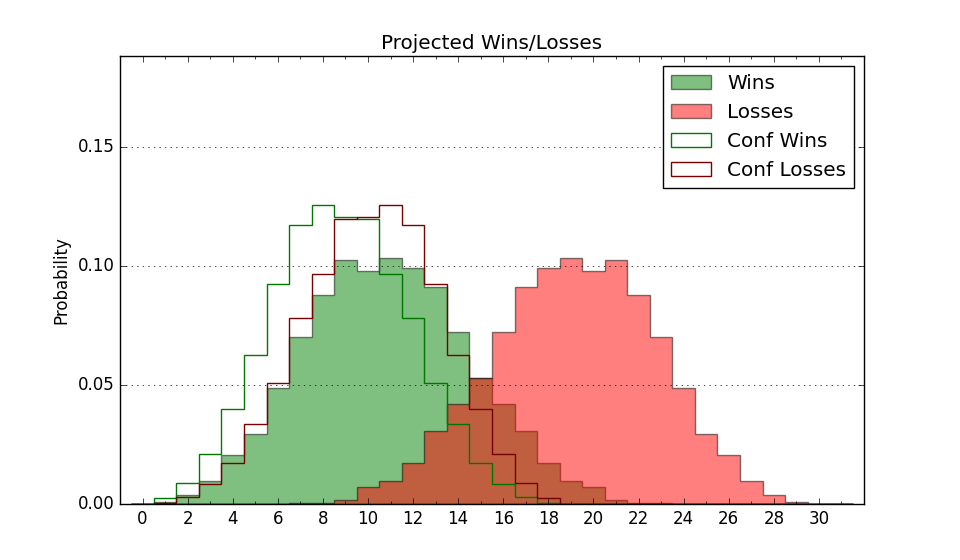 Projected Wins/Losses
Wins
Losses
Conf Wins
Conf Losses
Probability
0.15
0.10
0.05
0.00
0 2 4 6 8 10 12 14 16 18 20 22 24 26 28 30